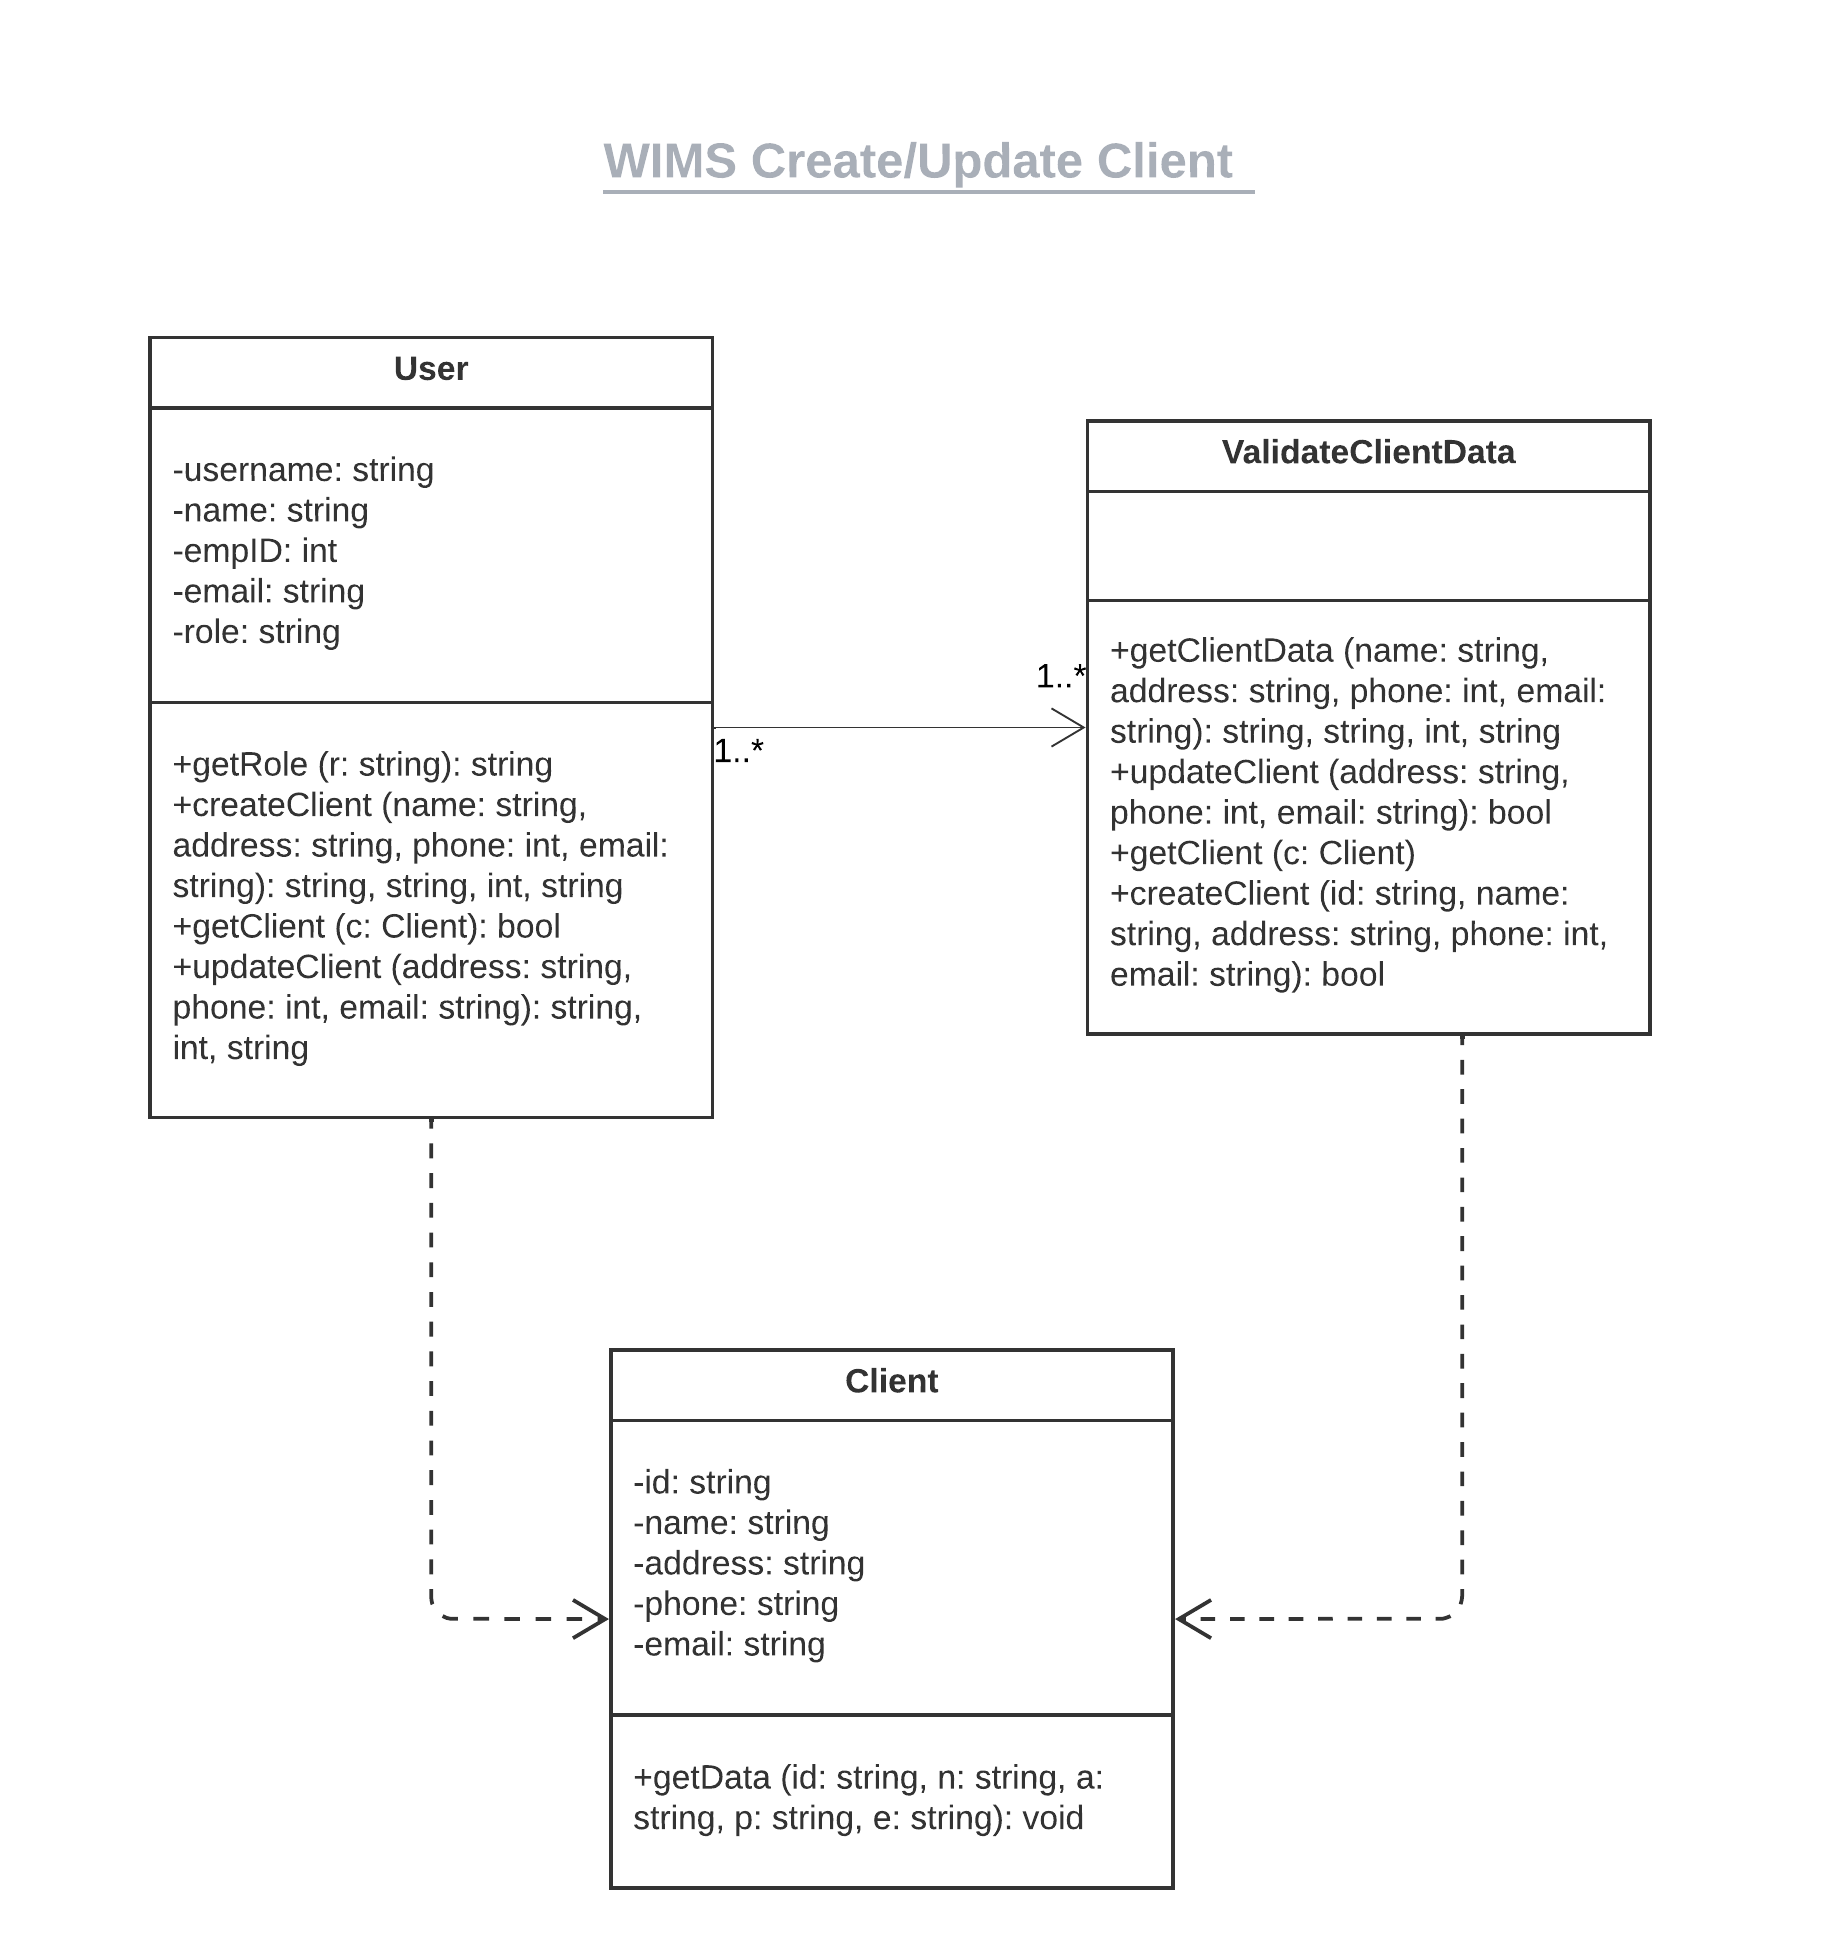 WIMS Create/Update Client
User
-username: string
-name: string
-empID: int
-email: string
-role: string
+getRole (r: string): string
+createClient (name: string,
address: string, phone: int, email:
string): string, string, int, string
+getClient (c: Client): bool
+updateClient (address: string,
phone: int, email: string): string,
int, string
1..*
1..*
ValidateClientData
+getClientData (name: string,
address: string, phone: int, email:
string): string, string, int, string
+updateClient (address: string,
phone: int, email: string): bool
+getClient (c: Client)
+createClient (id: string, name:
string, address: string, phone: int,
email: string): bool
Client
-id: string
-name: string
-address: string
-phone: string
-email: string
+getData (id: string, n: string, a:
string, p: string, e: string): void